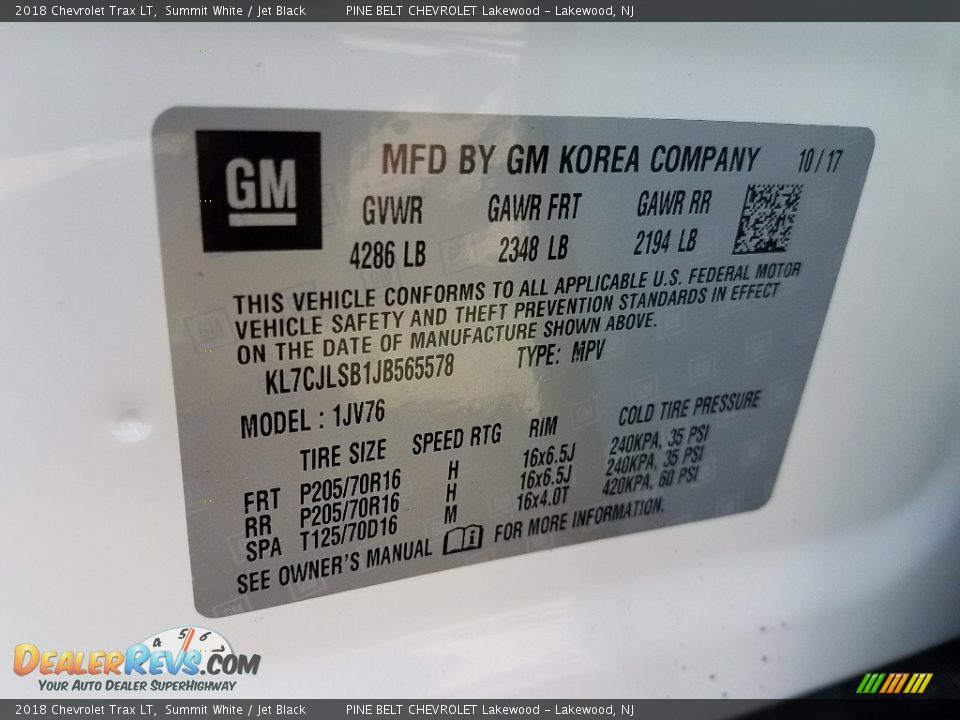 2018 Chevrolet Trax LT, Summit White / Jet Black PINE BELT CHEVROLET Lakewood - Lakewood, NJ
GM
MFD BY GM KOREA COMPANY 10/17
GVWR GAWR FRT GAWR RR
4286 LB 2348 LB 2194 LB
THIS VEHICLE CONFORMS TO ALL APPLICABLE U.S. FEDERAL MOTOR
VEHICLE SAFETY AND THEFT PREVENTION STANDARDS IN EFFECT
ON THE DATE OF MANUFACTURE SHOWN ABOVE.
KL7CJLSB1JB565578 TYPE: MPV
MODEL : 1JV76
TIRE SIZE SPEED RTG RIM COLD TIRE PRESSURE
FRT P205/70R16 H 16x6.5J 240KPA, 35 PSI
RR P205/70R16 H 16x6.5J 240KPA, 35 PSI
SPA T125/70D16 M 16x4.0T 420KPA, 60 PSI
SEE OWNER'S MANUAL i FOR MORE INFORMATION.
4 5 6
DEALERREVS.COM
YOUR AUTO DEALER SUPERHIGHWAY
2018 Chevrolet Trax LT, Summit White / Jet Black PINE BELT CHEVROLET Lakewood - Lakewood, NJ